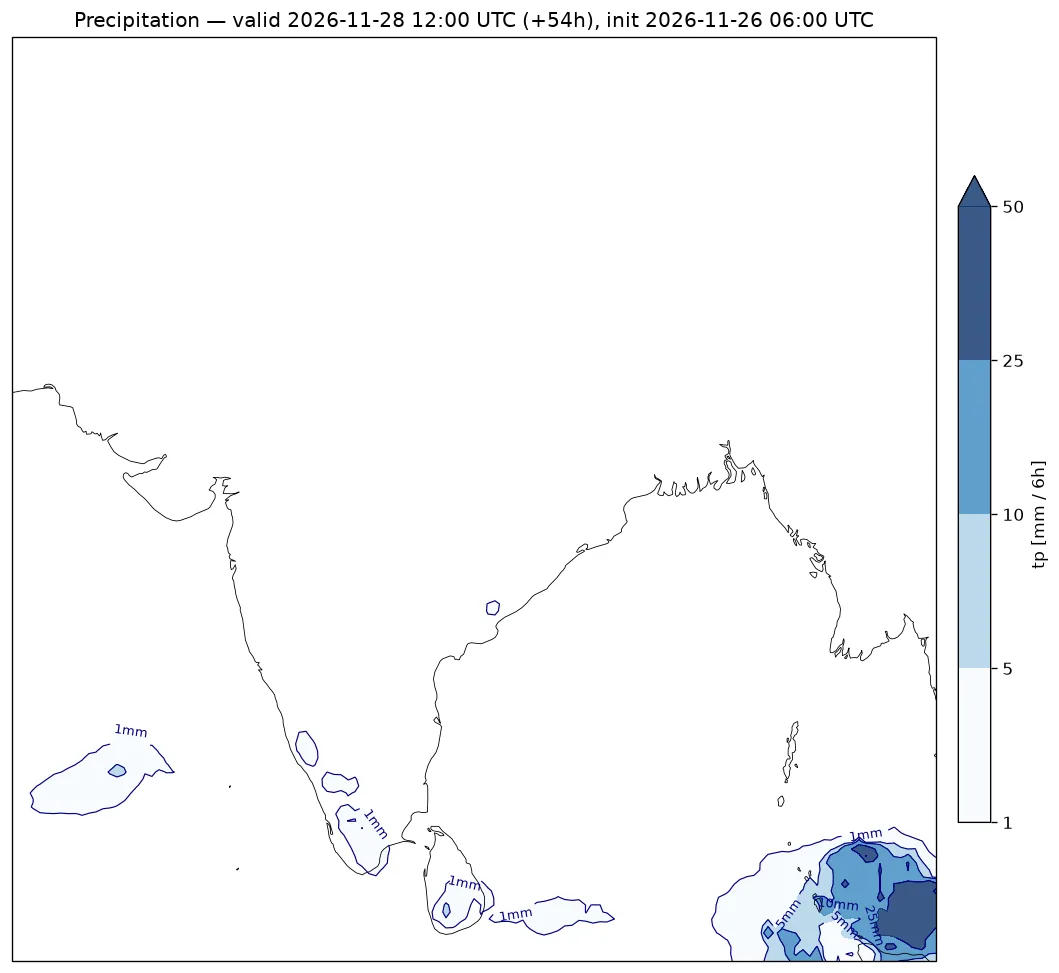 Precipitation — valid 2026-11-28 12:00 UTC (+54h), init 2026-11-26 06:00 UTC
50
25
10
5
1
tp [mm / 6h]
1mm
1mm
1mm
1mm
1mm
5mm
10mm
5mm
25mm